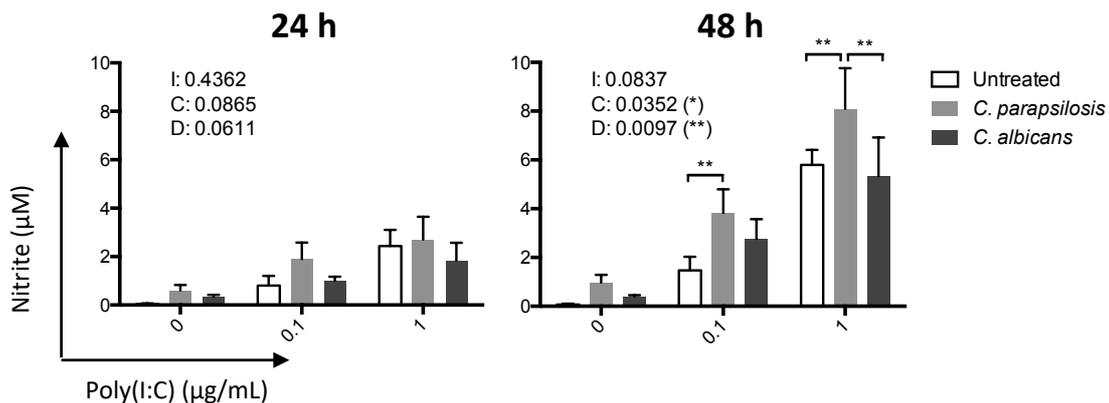 24 h
I: 0.4362
C: 0.0865
D: 0.0611
10
8
6
4
2
0
0
0.1
1
Nitrite (µM)
Poly(I:C) (µg/mL)
48 h
I: 0.0837
C: 0.0352 (*)
D: 0.0097 (**)
**
**
**
10
8
6
4
2
0
0
0.1
1
Untreated
C. parapsilosis
C. albicans